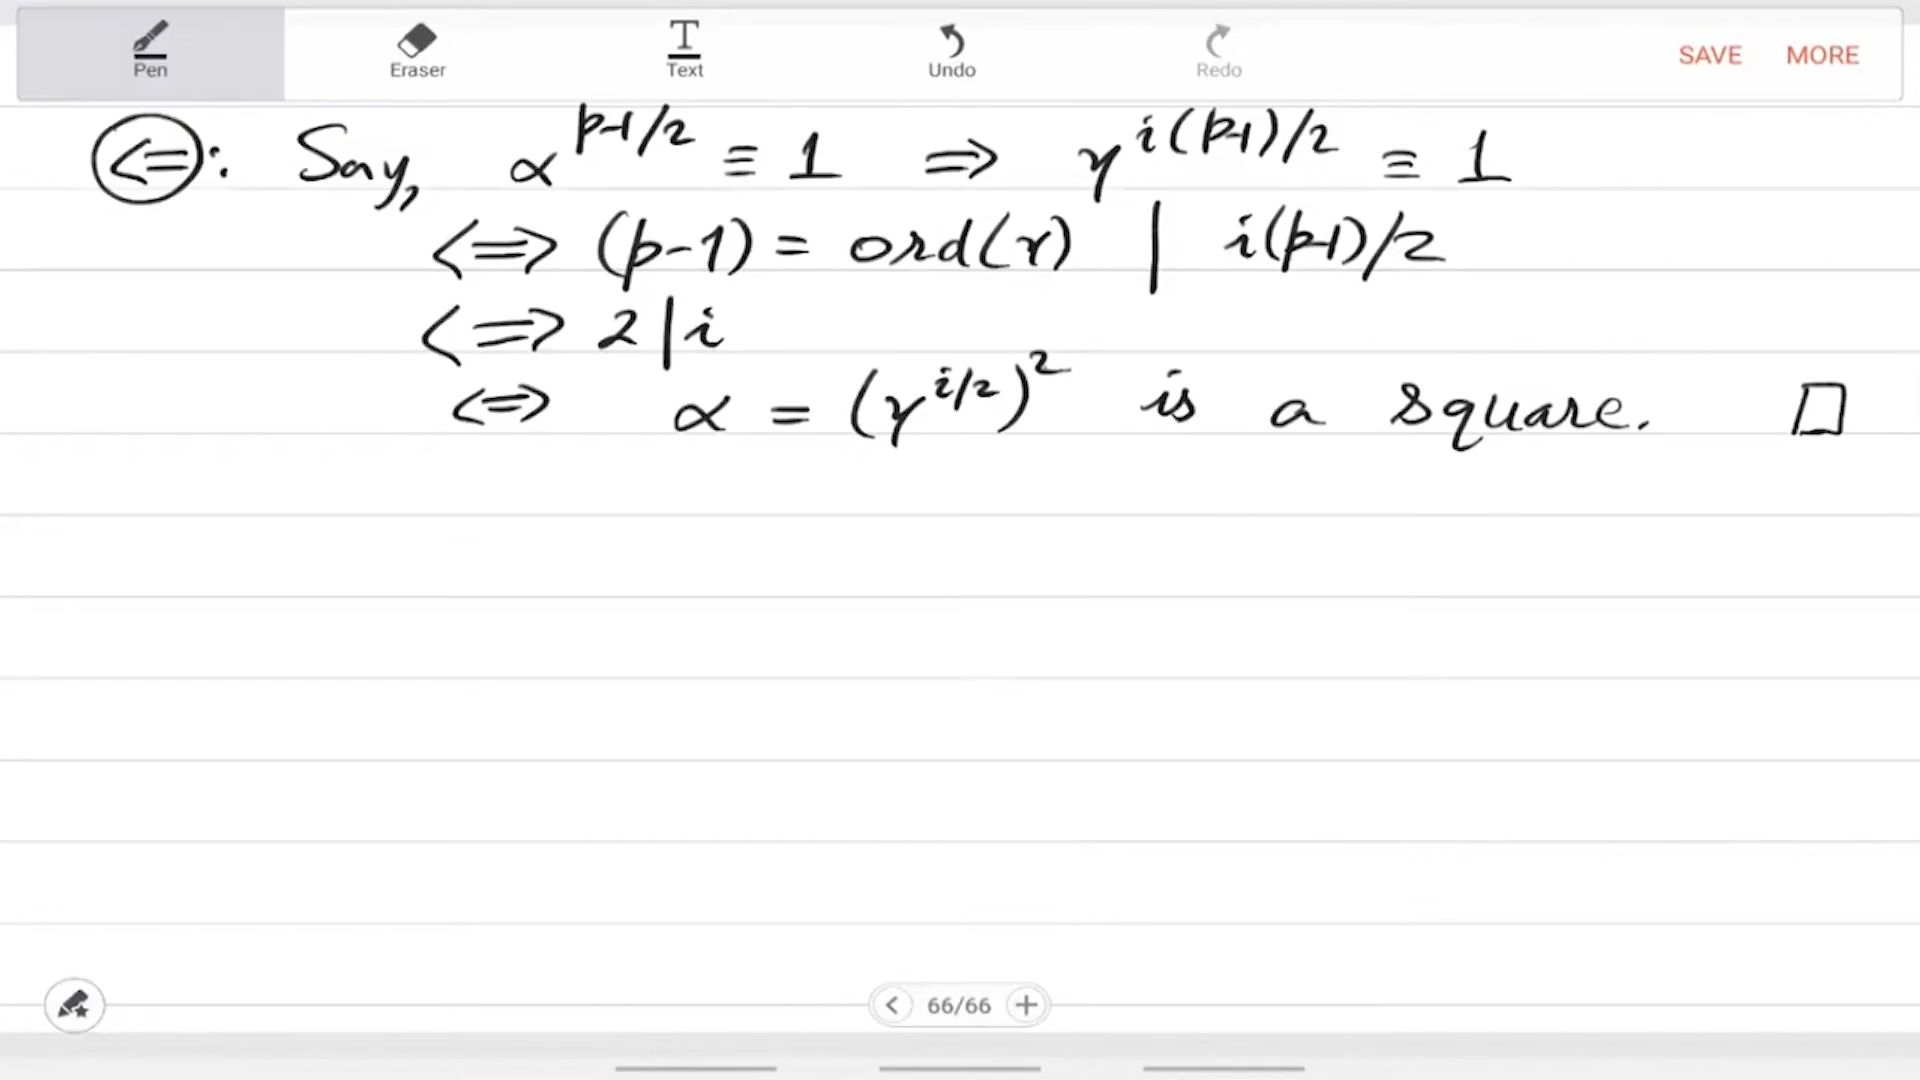 Pen Eraser Text Undo Redo SAVE MORE
(<=): Say, α^{p-1/2} ≡ 1 => γ^{i(p-1)/2} ≡ 1
<=> (p-1) = ord(γ) | i(p-1)/2
<=> 2|i
<=> α = (γ^{i/2})^2 is a square. □
66/66